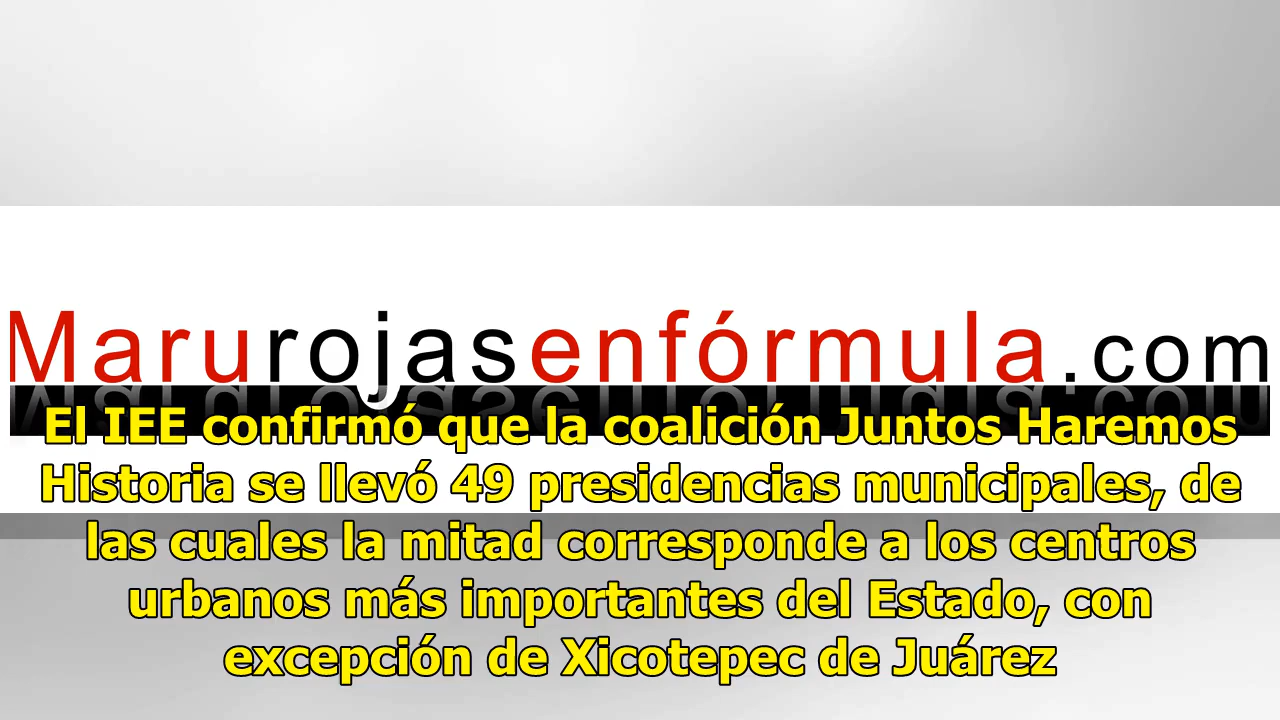 Marurojasenfórmula.com
El IEE confirmó que la coalición Juntos Haremos
Historia se llevó 49 presidencias municipales, de
las cuales la mitad corresponde a los centros
urbanos más importantes del Estado, con
excepción de Xicotepec de Juárez